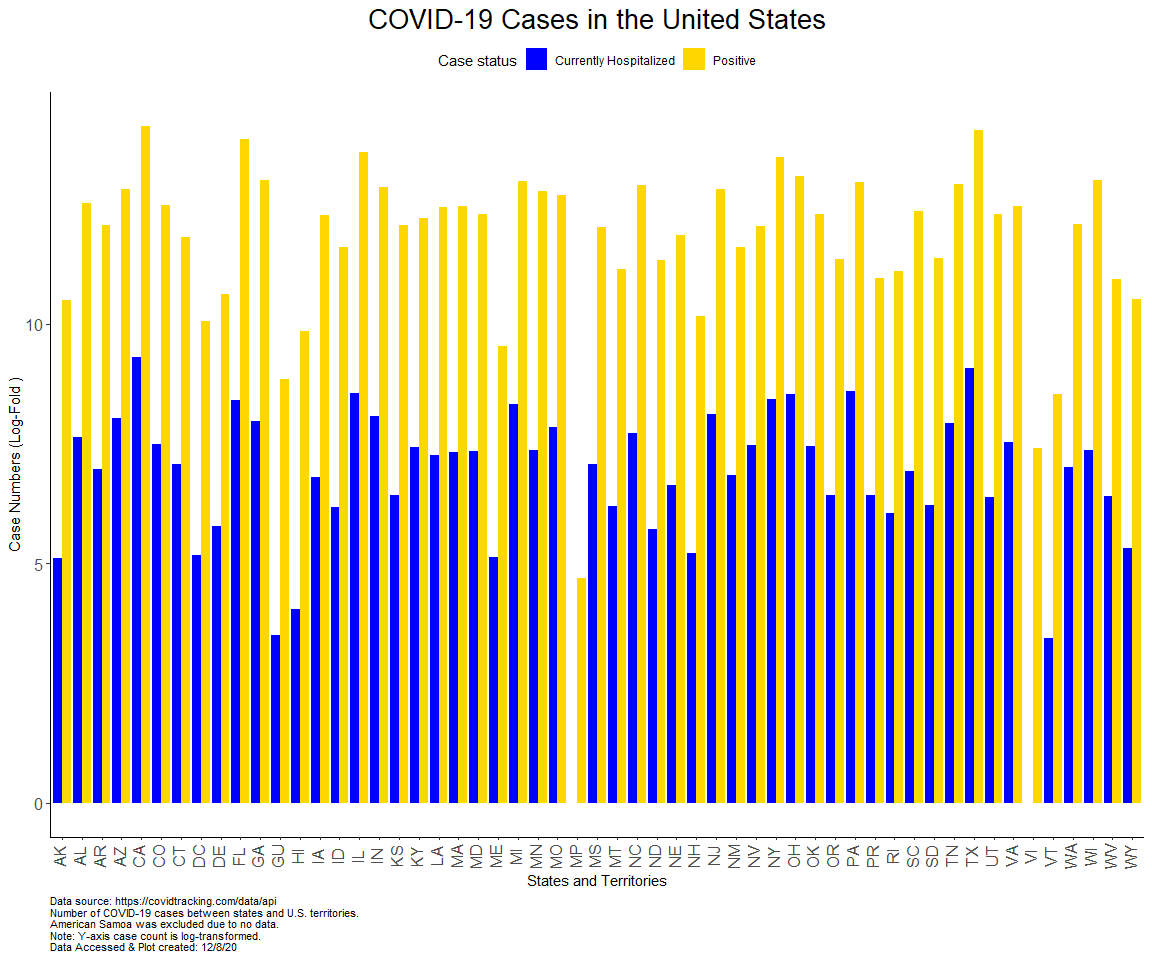 COVID-19 Cases in the United States
Case status Currently Hospitalized Positive
Case Numbers (Log-Fold )
10
5
0
AK AL AR AZ CA CO CT DC DE FL GA GU HI IA ID IL IN KS KY LA MA MD ME MI MN MO MP MS MT NC ND NE NH NJ NM NV NY OH OK OR PA PR RI SC SD TN TX UT VA VI VT WA WI WV WY
States and Territories
Data source: https://covidtracking.com/data/api
Number of COVID-19 cases between states and U.S. territories.
American Samoa was excluded due to no data.
Note: Y-axis case count is log-transformed.
Data Accessed & Plot created: 12/8/20